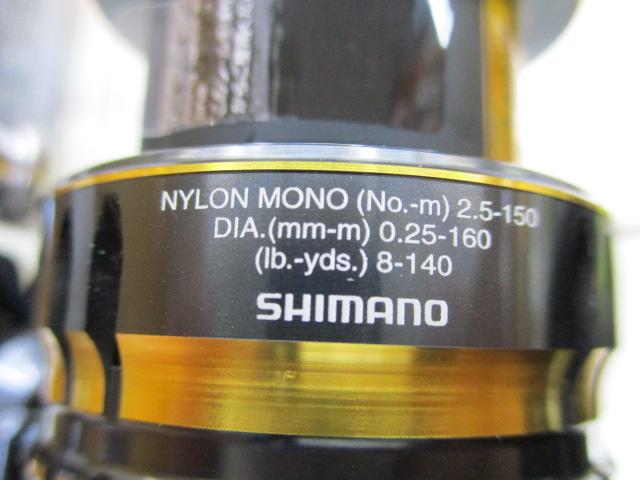 NYLON MONO (No.-m) 2.5-150
DIA.(mm-m) 0.25-160
(lb.-yds.) 8-140
SHIMANO